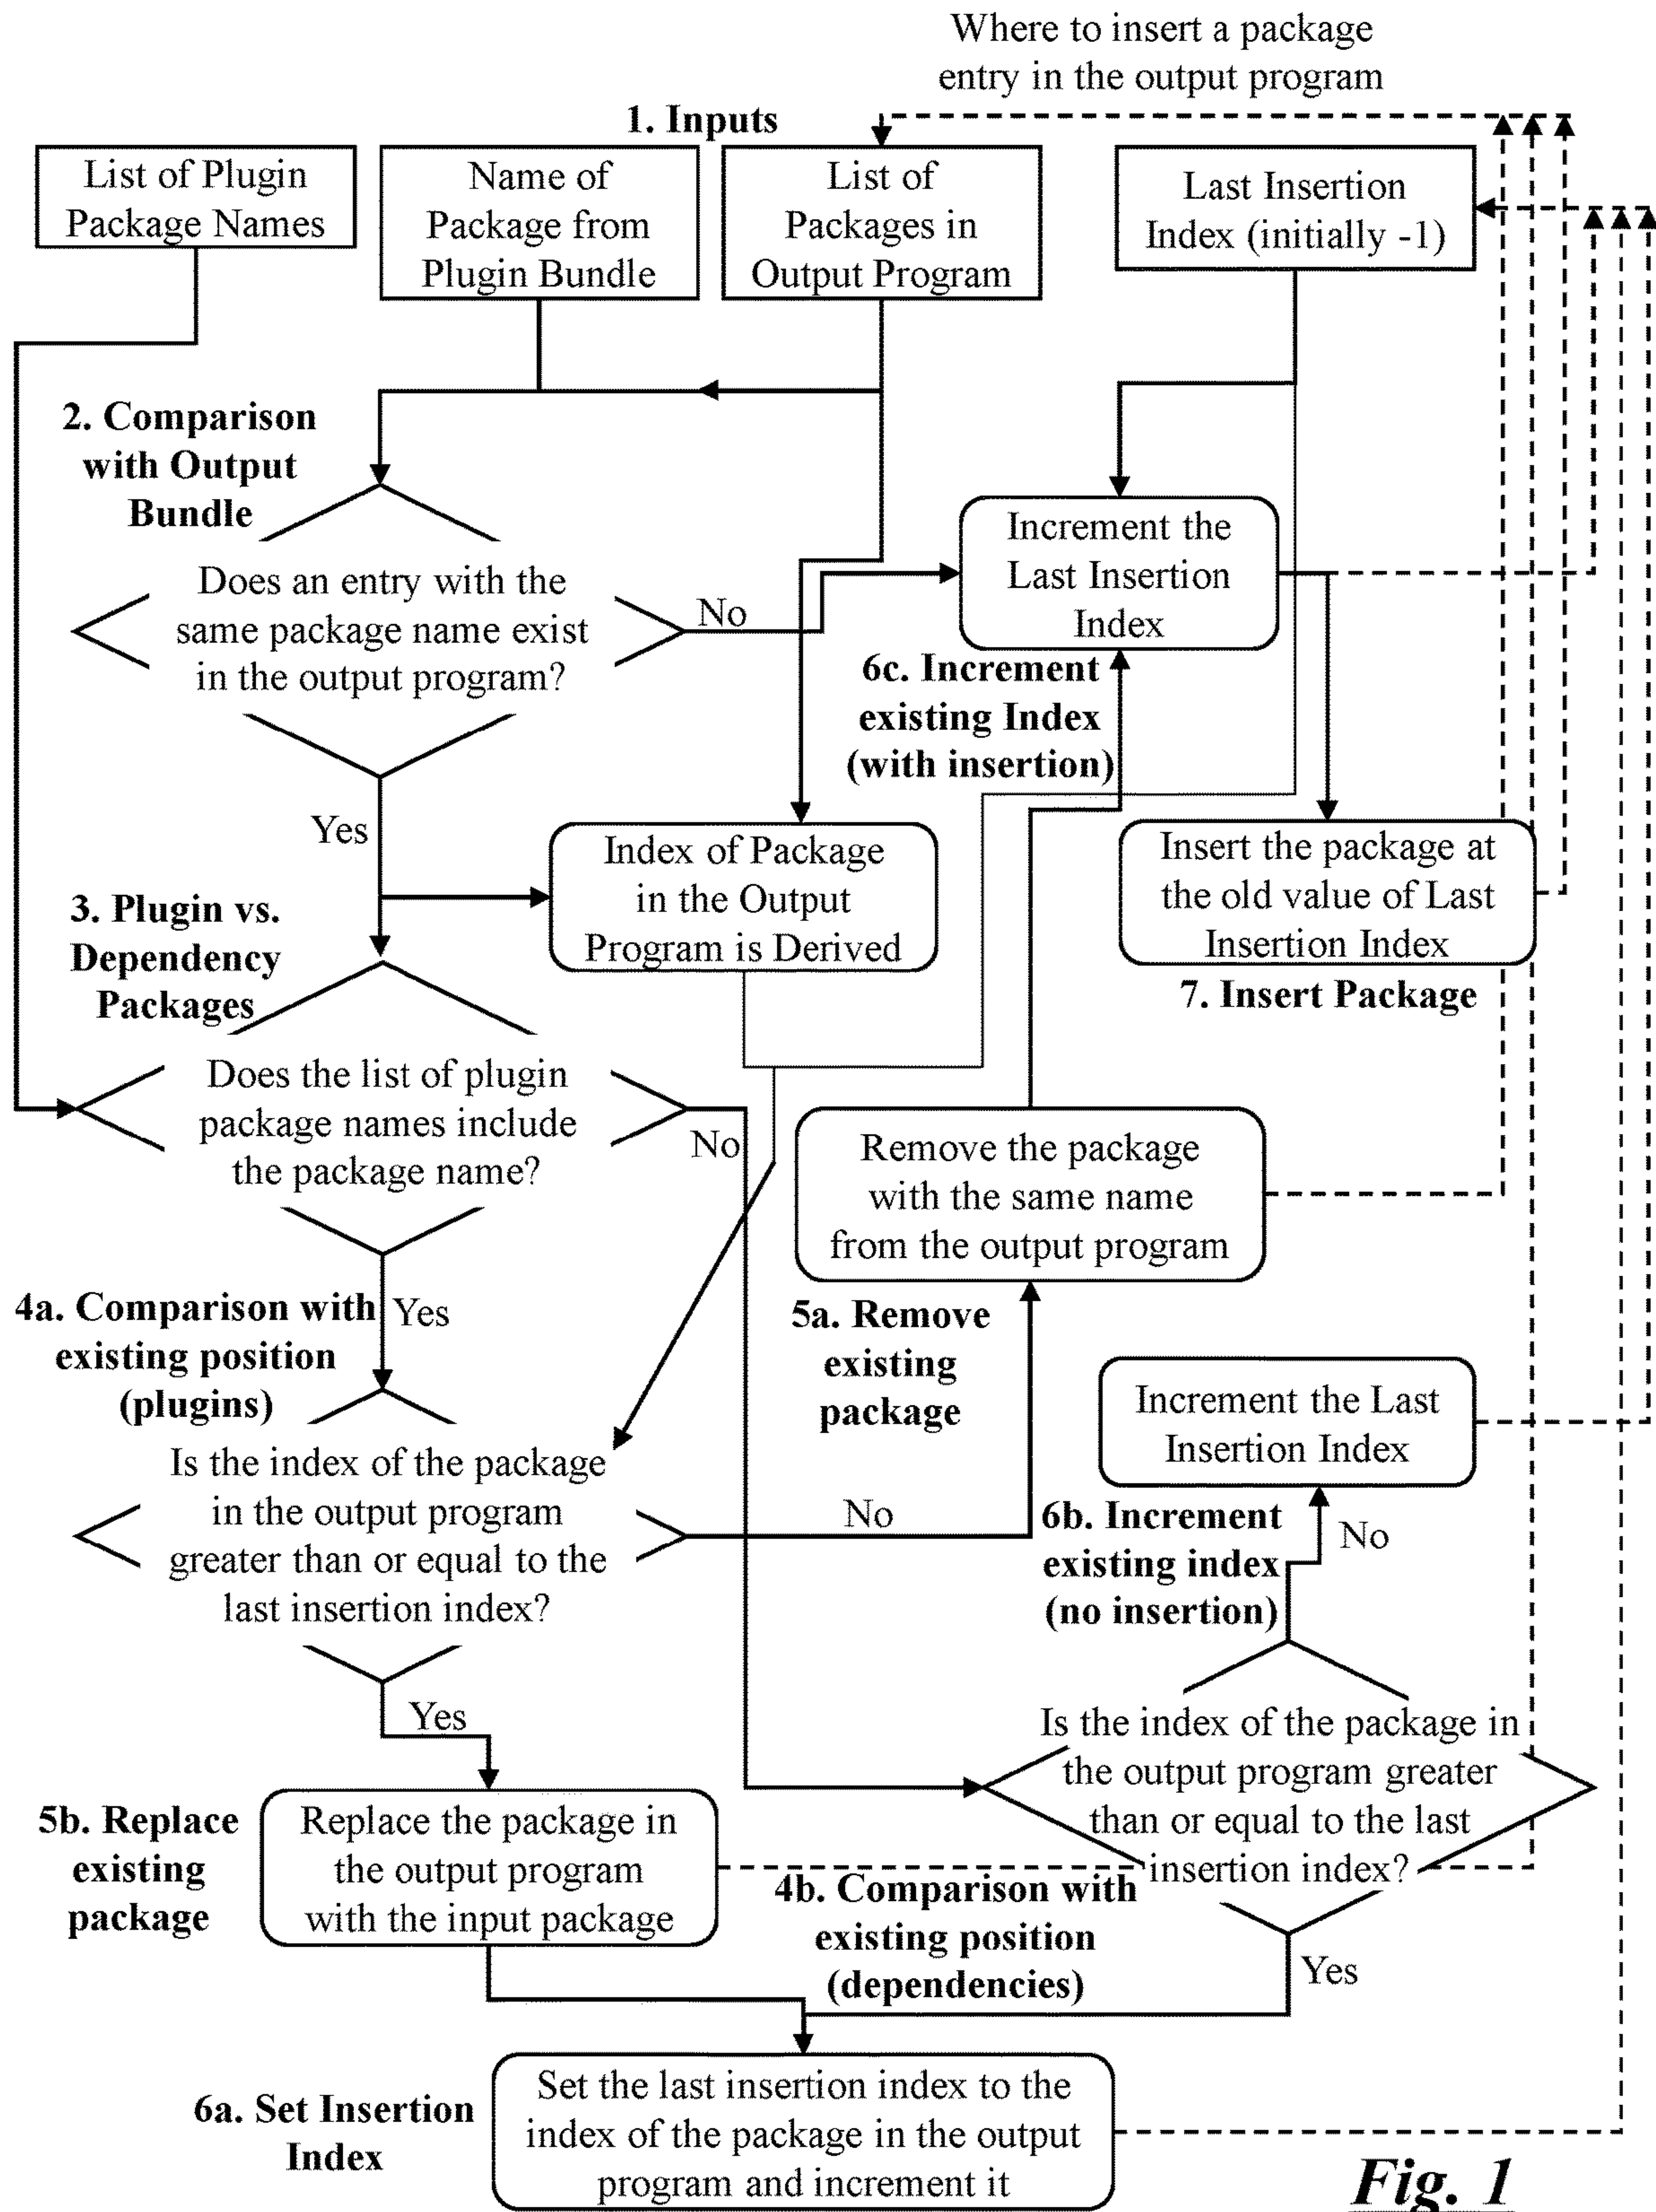 Where to insert a package
entry in the output program
1. Inputs
List of Plugin
Package Names
Name of
Package from
Plugin Bundle
List of
Packages in
Output Program
Last Insertion
Index (initially -1)
2. Comparison
with Output
Bundle
Does an entry with the
same package name exist
in the output program?
No
Yes
Increment the
Last Insertion
Index
6c. Increment
existing Index
(with insertion)
Index of Package
in the Output
Program is Derived
Insert the package at
the old value of Last
Insertion Index
7. Insert Package
3. Plugin vs.
Dependency
Packages
Does the list of plugin
package names include
the package name?
No
Yes
Remove the package
with the same name
from the output program
5a. Remove
existing
package
4a. Comparison with
existing position
(plugins)
Is the index of the package
in the output program
greater than or equal to the
last insertion index?
No
Yes
Increment the Last
Insertion Index
6b. Increment
existing index
(no insertion)
No
Is the index of the package in
the output program greater
than or equal to the last
insertion index?
Yes
4b. Comparison with
existing position
(dependencies)
5b. Replace
existing
package
Replace the package in
the output program
with the input package
6a. Set Insertion
Index
Set the last insertion index to the
index of the package in the output
program and increment it
Fig. 1